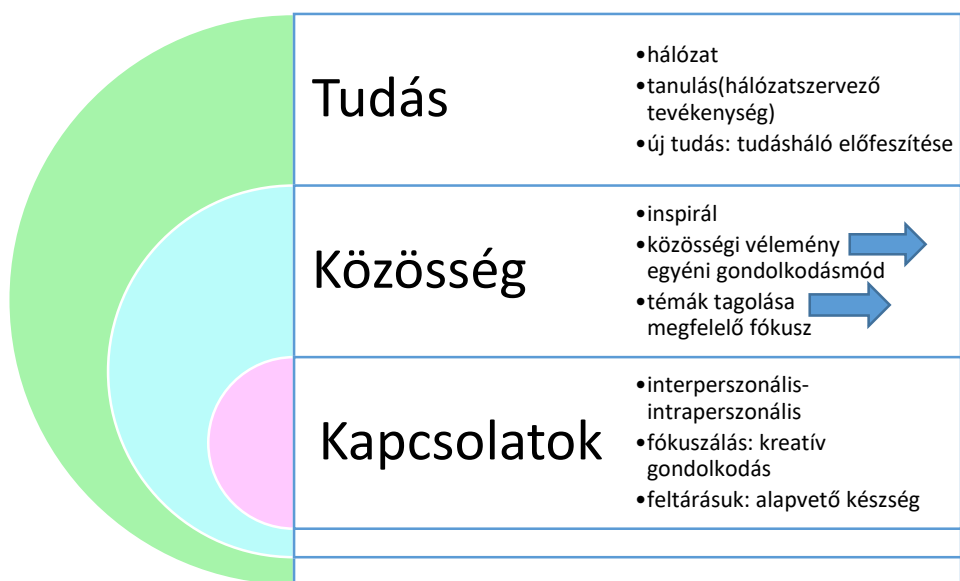 Tudás
•hálózat
•tanulás(hálózatszervező
tevékenység)
•új tudás: tudásháló előfeszítése
Közösség
•inspirál
•közösségi vélemény
egyéni gondolkodásmód
•témák tagolása
megfelelő fókusz
Kapcsolatok
•interperszonális-
intraperszonális
•fókuszálás: kreatív
gondolkodás
•feltárásuk: alapvető készség